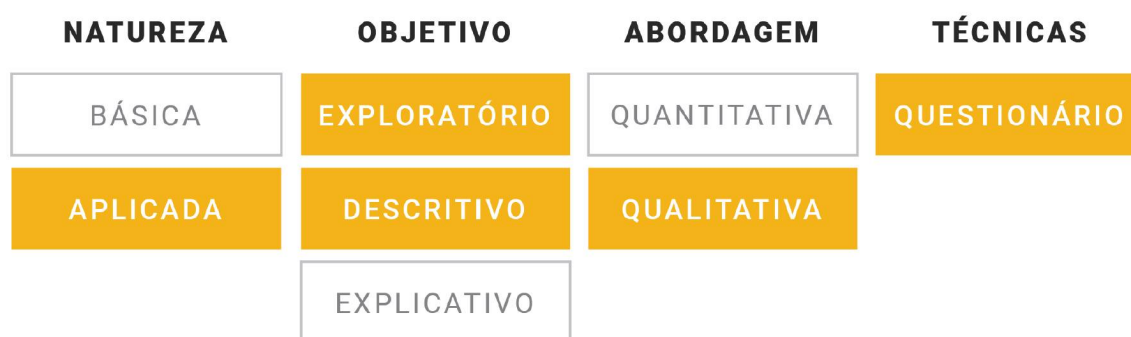 NATUREZA OBJETIVO ABORDAGEM TÉCNICAS
BÁSICA EXPLORATÓRIO QUANTITATIVA QUESTIONÁRIO
APLICADA DESCRITIVO QUALITATIVA
EXPLICATIVO